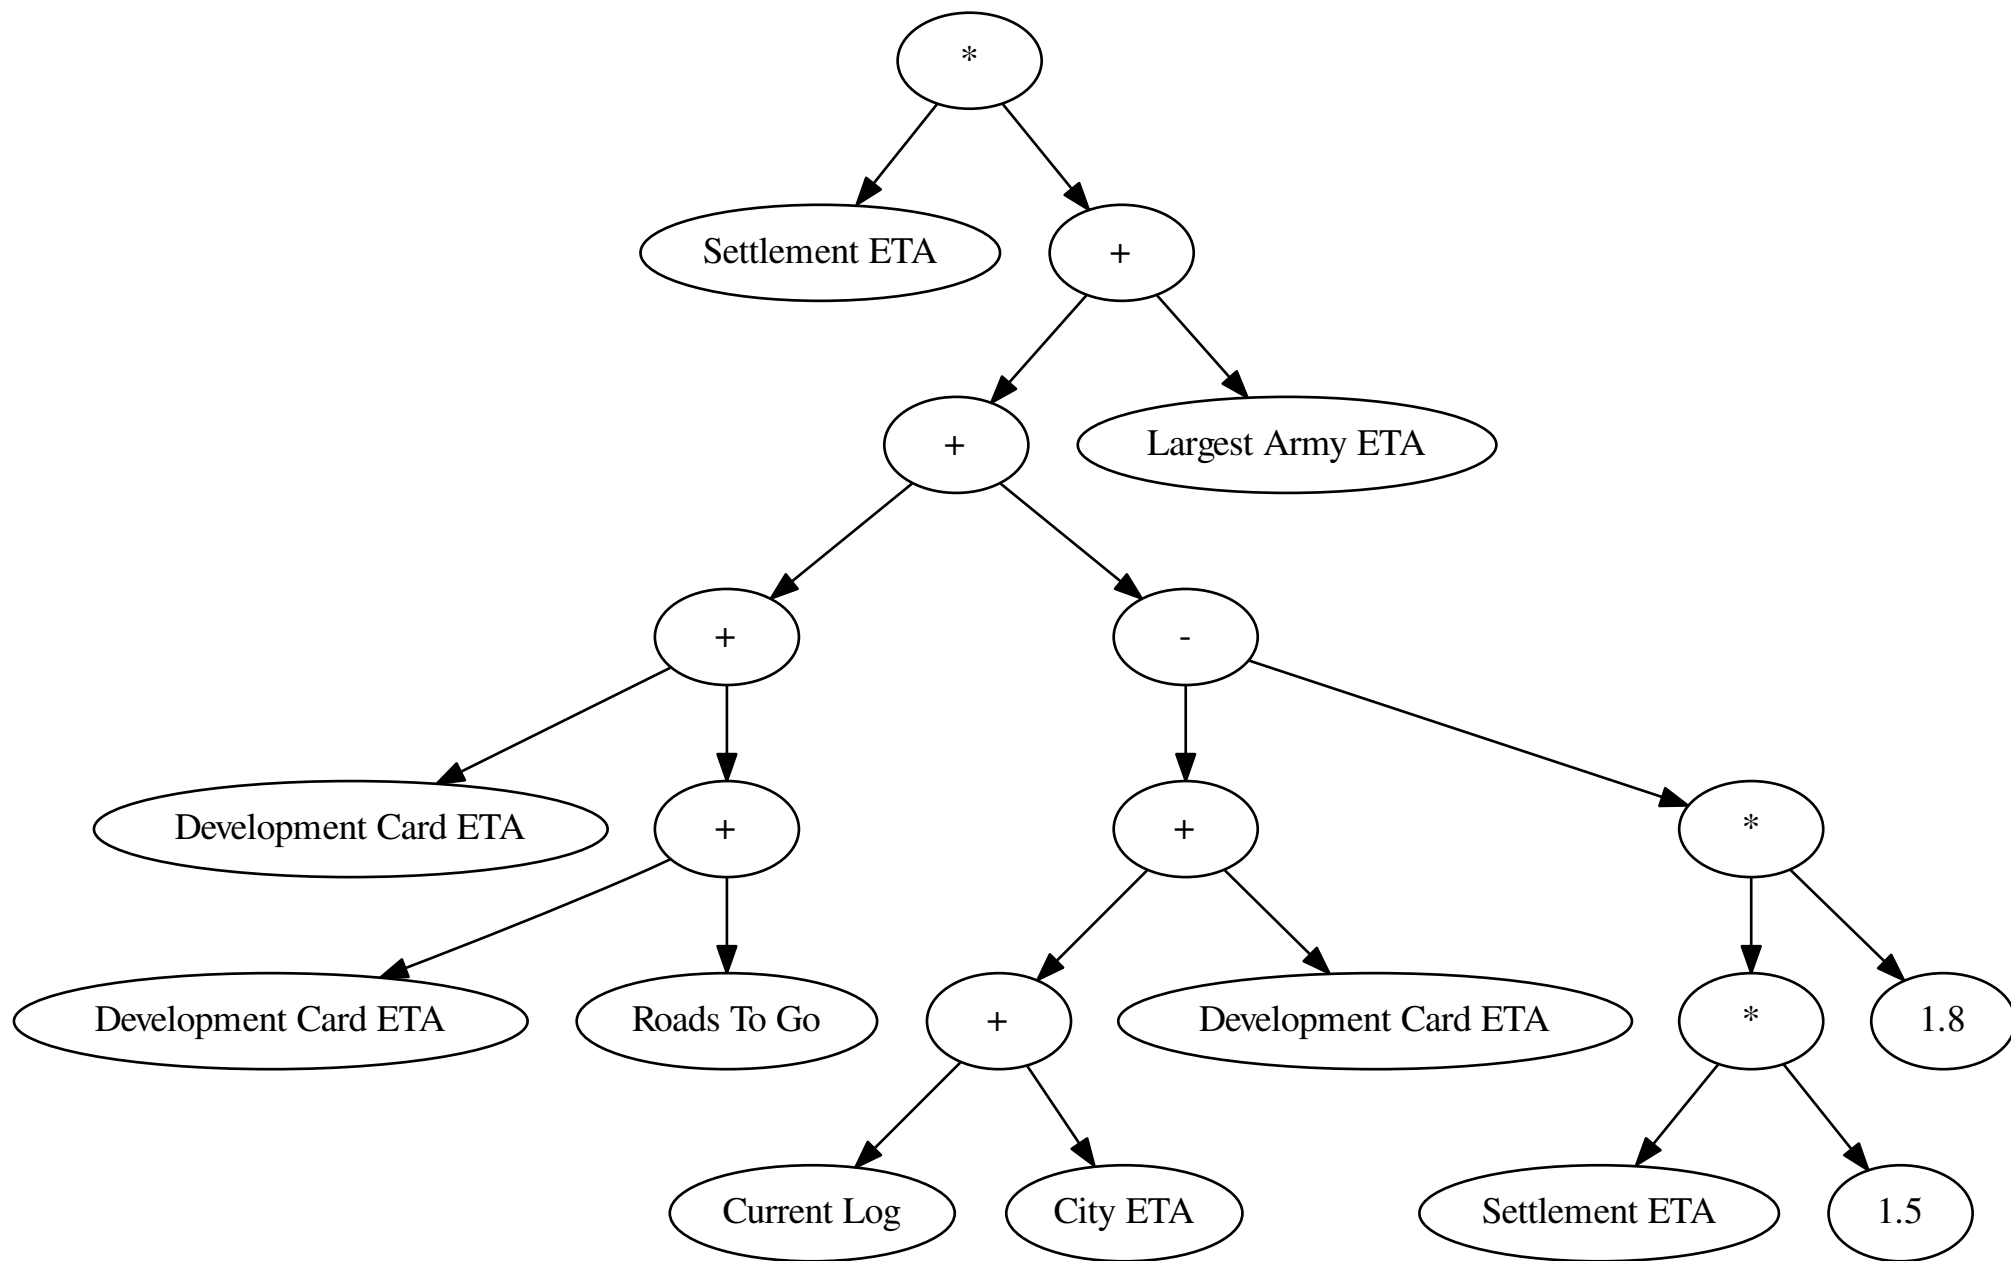 *
Settlement ETA
+
+
Largest Army ETA
+
-
Development Card ETA
+
+
*
Development Card ETA
Roads To Go
+
Development Card ETA
*
1.8
Current Log
City ETA
Settlement ETA
1.5